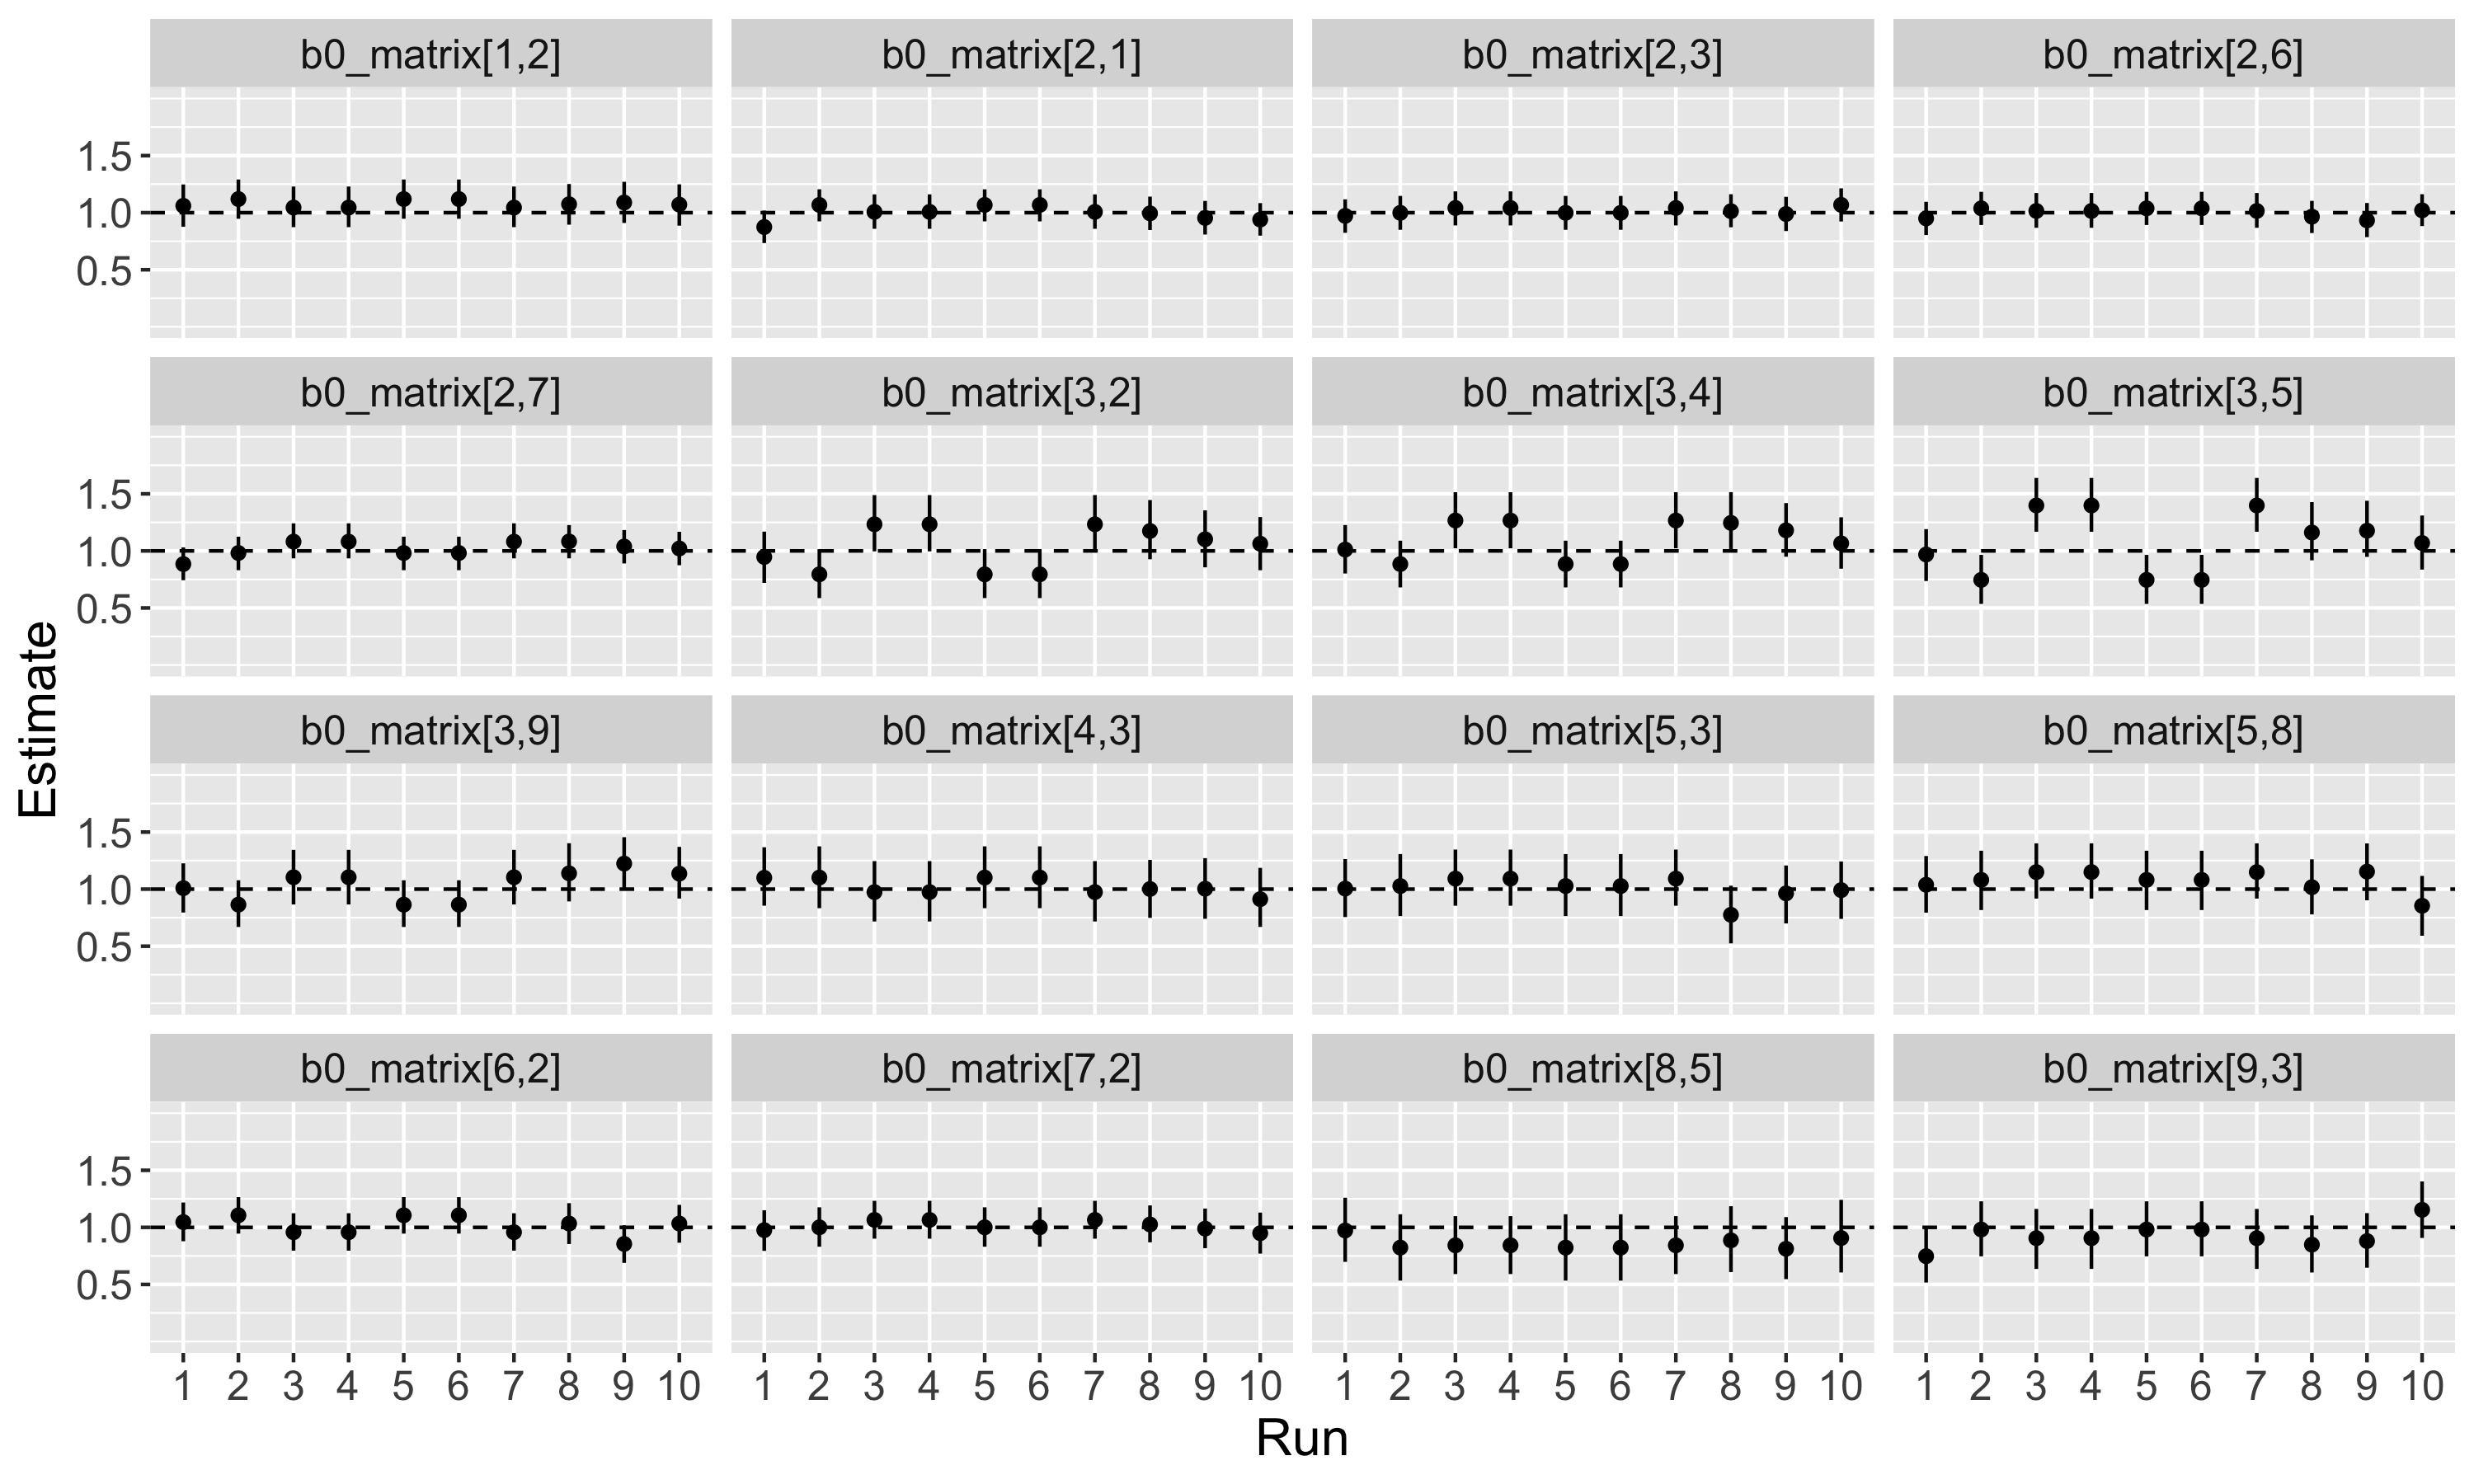 b0_matrix[1,2] b0_matrix[2,1] b0_matrix[2,3] b0_matrix[2,6]
1.5
1.0
0.5
b0_matrix[2,7] b0_matrix[3,2] b0_matrix[3,4] b0_matrix[3,5]
1.5
1.0
0.5
b0_matrix[3,9] b0_matrix[4,3] b0_matrix[5,3] b0_matrix[5,8]
1.5
1.0
0.5
b0_matrix[6,2] b0_matrix[7,2] b0_matrix[8,5] b0_matrix[9,3]
1.5
1.0
0.5
1 2 3 4 5 6 7 8 9 10 1 2 3 4 5 6 7 8 9 10 1 2 3 4 5 6 7 8 9 10 1 2 3 4 5 6 7 8 9 10
Run
Estimate